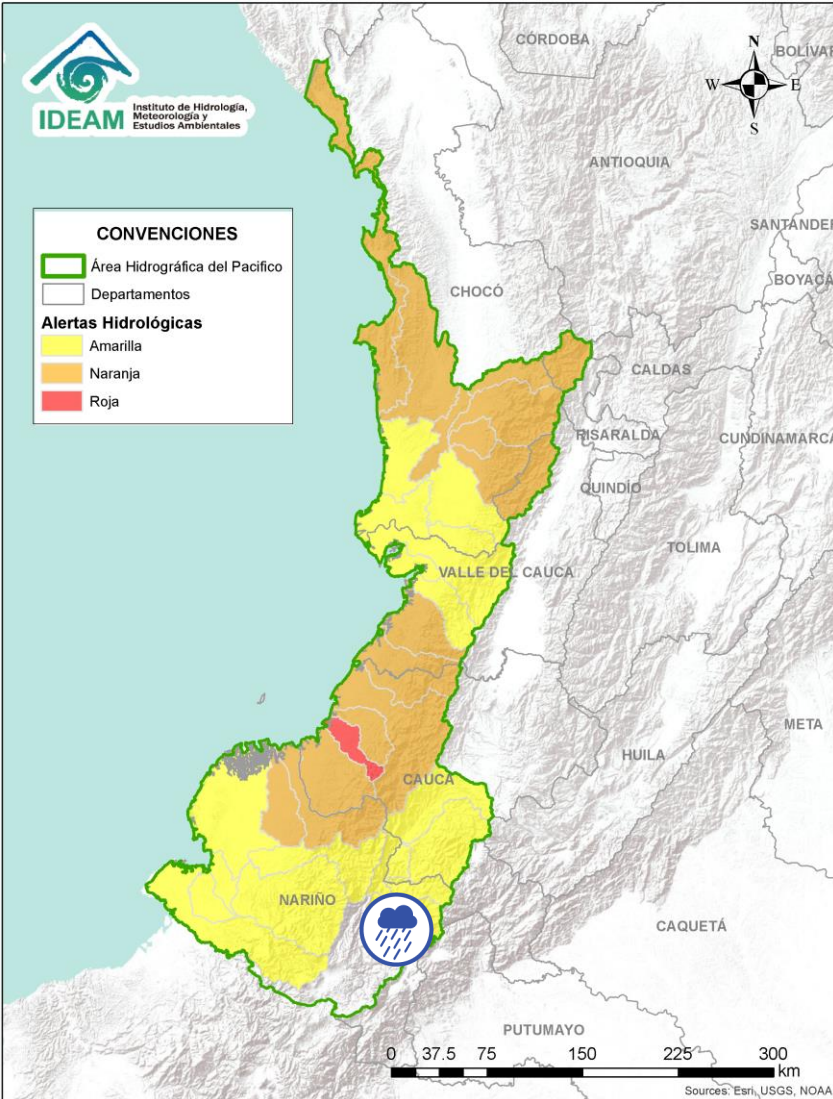 IDEAM
Instituto de Hidrología,
Meteorología y
Estudios Ambientales
CÓRDOBA
BOLÍVAR
N
W
E
S
ANTIOQUIA
SANTANDER
CONVENCIONES
Área Hidrográfica del Pacifico
Departamentos
Alertas Hidrológicas
Amarilla
Naranja
Roja
BOYACÁ
CHOCÓ
CALDAS
RISARALDA
CUNDINAMARCA
QUINDÍO
TOLIMA
VALLE DEL CAUCA
META
HUILA
CAUCA
NARIÑO
CAQUETÁ
PUTUMAYO
0 37.5 75 150 225 300
km
Sources: Esri, USGS, NOAA